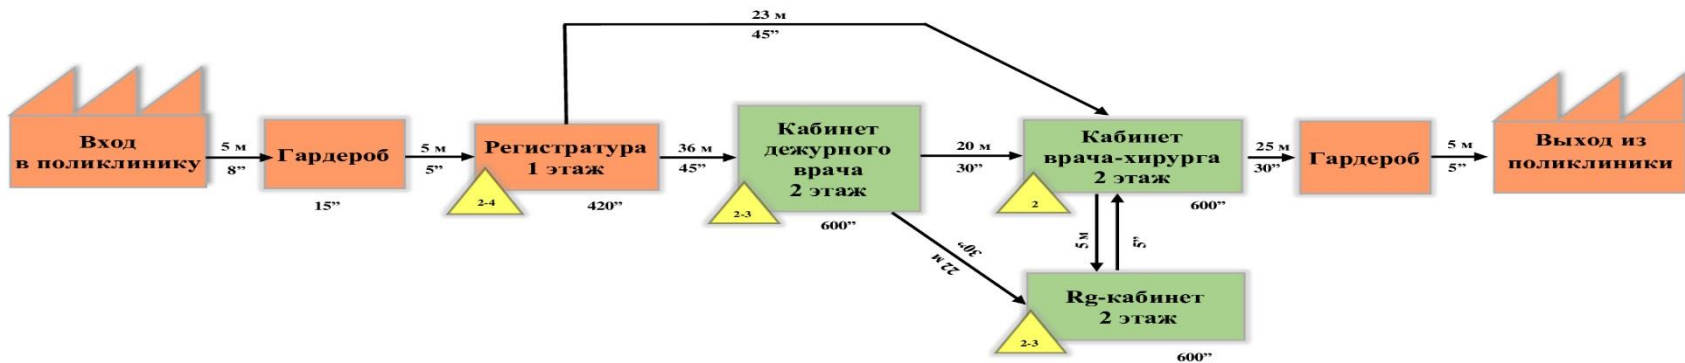 23 м
45”
Вход
в поликлинику
5 м
8”
Гардероб
15”
5 м
5”
Регистратура
1 этаж
2-4
420”
36 м
45”
Кабинет
дежурного
врача
2 этаж
2-3
600”
20 м
30”
22 м
30”
Кабинет
врача-хирурга
2 этаж
2
600”
5 м
5”
Rg-кабинет
2 этаж
2-3
600”
25 м
30”
Гардероб
5 м
5”
Выход из
поликлиники